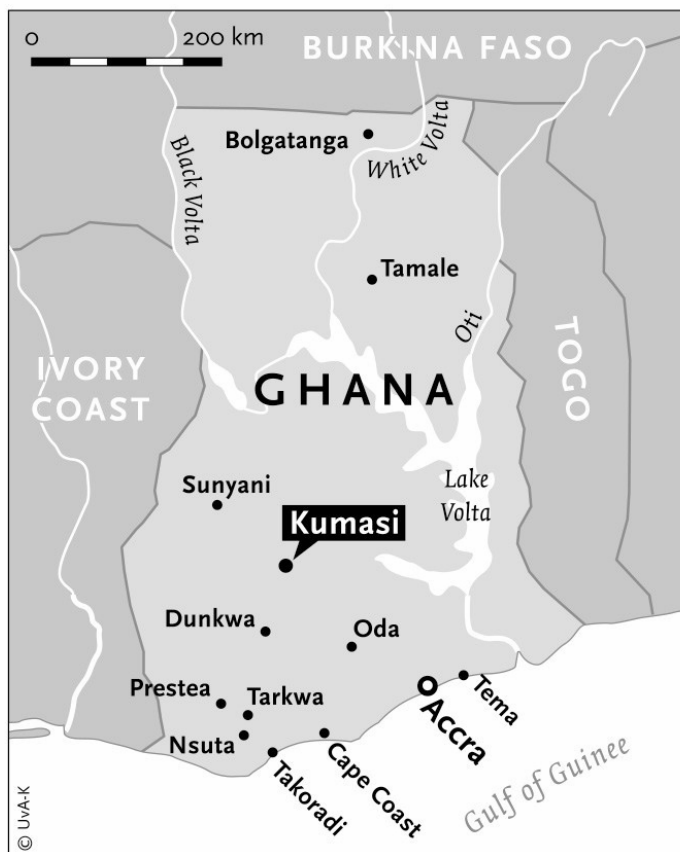 0 200 km
BURKINA FASO
Bolgatanga
White Volta
Black Volta
Tamale
Oti
IVORY
COAST
GHANA
TOGO
Sunyani
Lake
Volta
Kumasi
Dunkwa
Oda
Prestea
Tarkwa
Tema
Accra
Nsuta
Cape Coast
Takoradi
Gulf of Guinee
© UvA-K